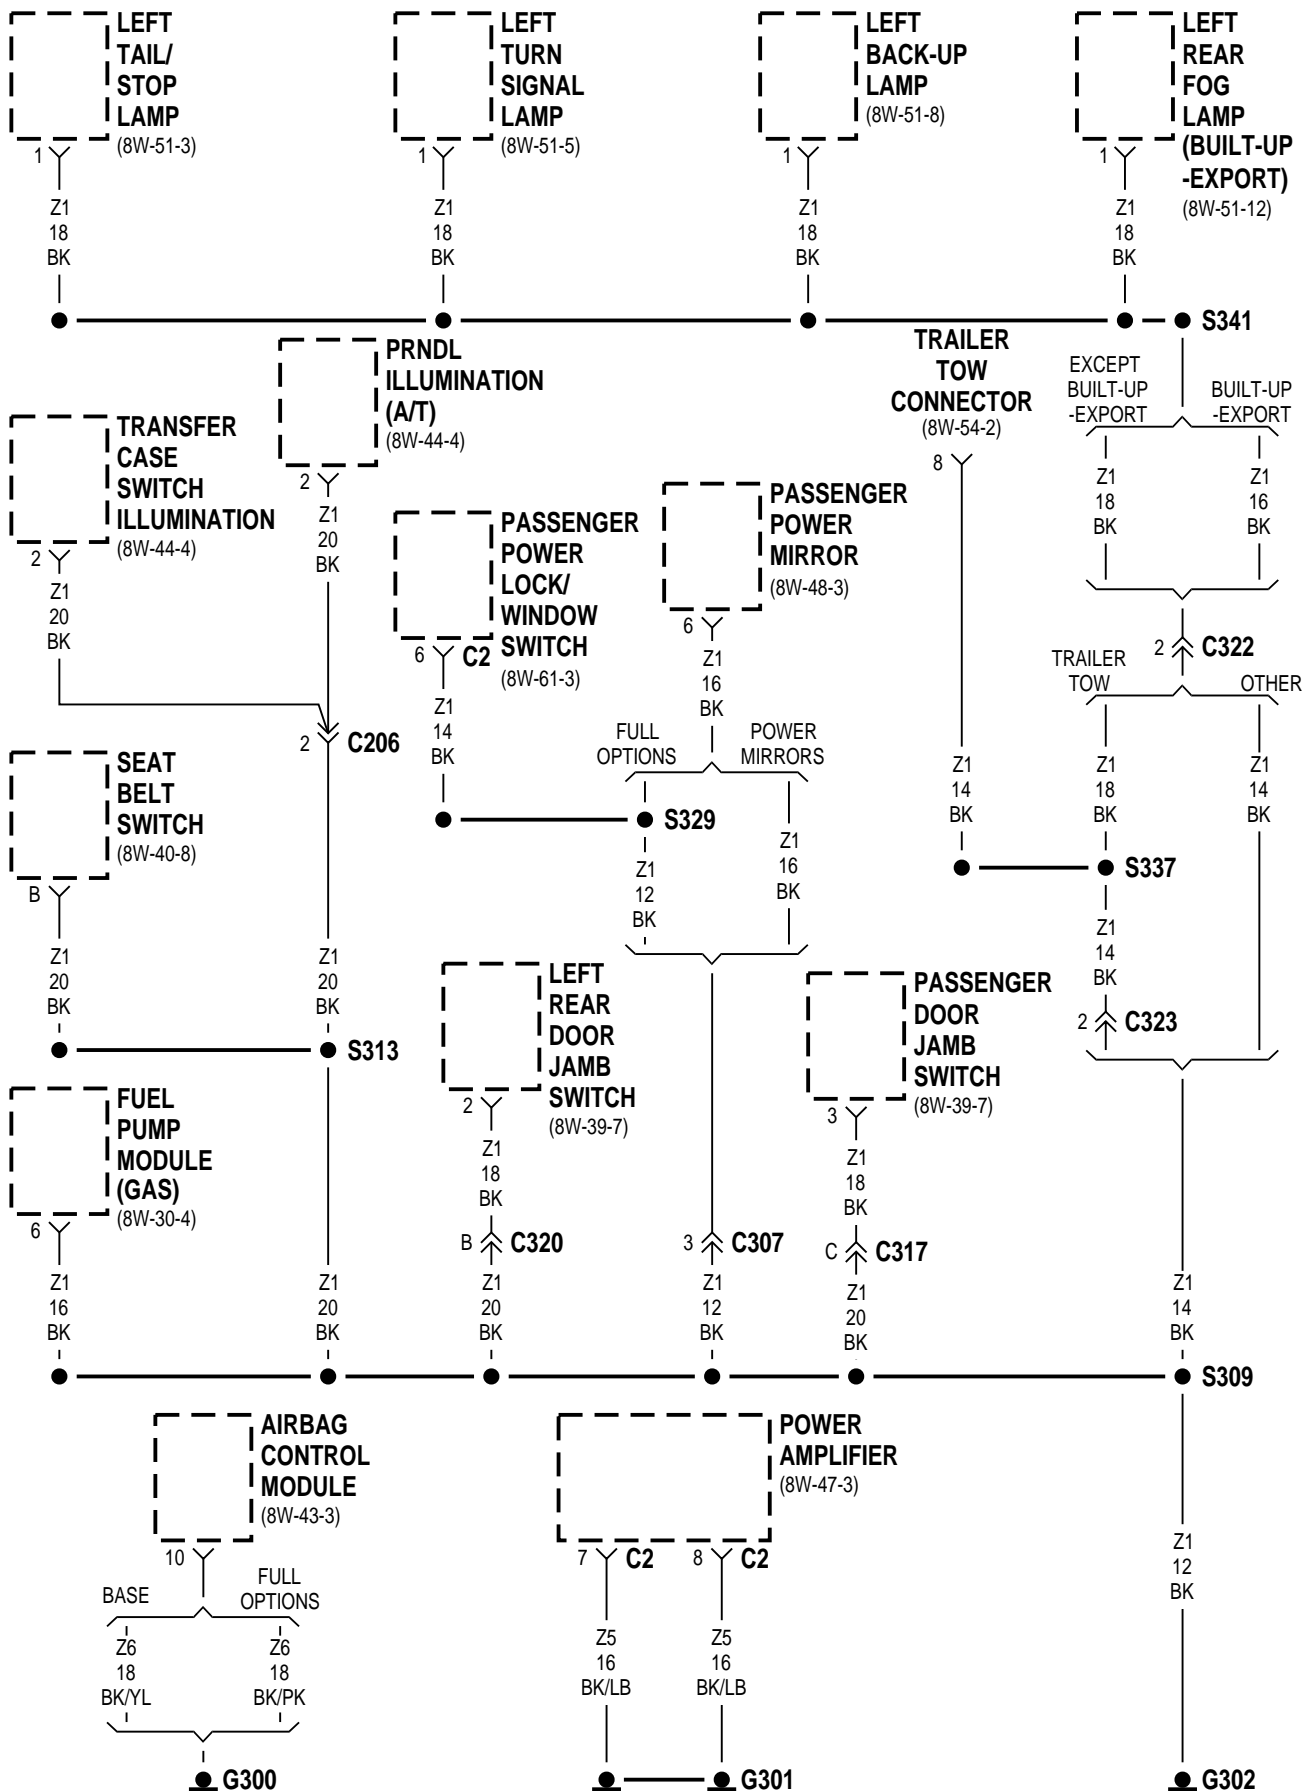 LEFT
TAIL/
STOP
LAMP
(8W-51-3)
1
Z1
18
BK
LEFT
TURN
SIGNAL
LAMP
(8W-51-5)
1
Z1
18
BK
LEFT
BACK-UP
LAMP
(8W-51-8)
1
Z1
18
BK
LEFT
REAR
FOG
LAMP
(BUILT-UP
-EXPORT)
(8W-51-12)
1
Z1
18
BK
S341
PRNDL
ILLUMINATION
(A/T)
(8W-44-4)
2
Z1
20
BK
TRANSFER
CASE
SWITCH
ILLUMINATION
(8W-44-4)
2
Z1
20
BK
2
C206
PASSENGER
POWER
LOCK/
WINDOW
SWITCH
(8W-61-3)
6
C2
Z1
14
BK
PASSENGER
POWER
MIRROR
(8W-48-3)
6
Z1
16
BK
FULL
OPTIONS
POWER
MIRRORS
S329
Z1
12
BK
Z1
16
BK
TRAILER
TOW
CONNECTOR
(8W-54-2)
8
Z1
14
BK
EXCEPT
BUILT-UP
-EXPORT
BUILT-UP
-EXPORT
Z1
18
BK
Z1
16
BK
2
C322
TRAILER
TOW
OTHER
Z1
18
BK
Z1
14
BK
S337
Z1
14
BK
2
C323
SEAT
BELT
SWITCH
(8W-40-8)
B
Z1
20
BK
Z1
20
BK
S313
FUEL
PUMP
MODULE
(GAS)
(8W-30-4)
6
Z1
16
BK
Z1
20
BK
LEFT
REAR
DOOR
JAMB
SWITCH
(8W-39-7)
2
Z1
18
BK
B
C320
Z1
20
BK
3
C307
Z1
12
BK
PASSENGER
DOOR
JAMB
SWITCH
(8W-39-7)
3
Z1
18
BK
C
C317
Z1
20
BK
Z1
14
BK
S309
AIRBAG
CONTROL
MODULE
(8W-43-3)
10
BASE
FULL
OPTIONS
Z6
18
BK/YL
Z6
18
BK/PK
G300
POWER
AMPLIFIER
(8W-47-3)
7
C2
8
C2
Z5
16
BK/LB
Z5
16
BK/LB
G301
Z1
12
BK
G302